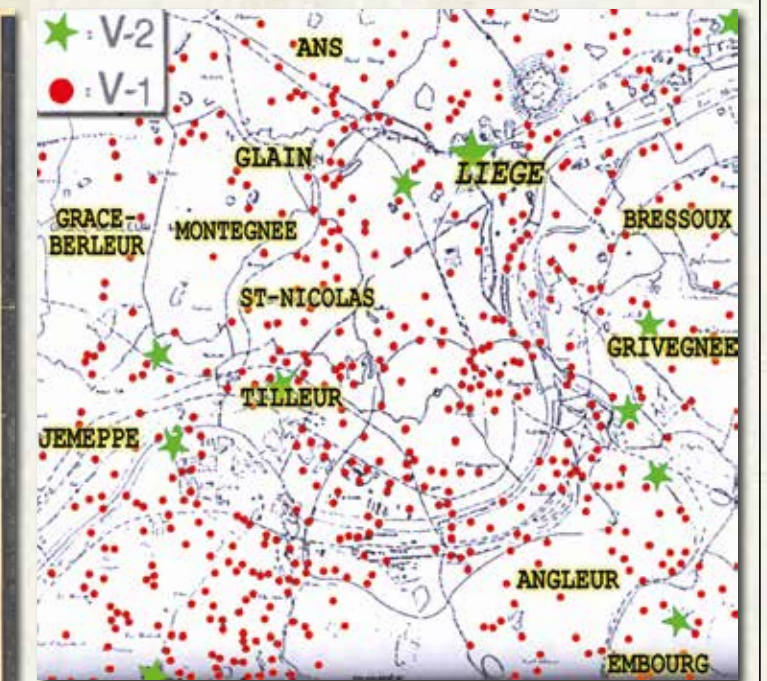 : V-2
: V-1
ANS
GLAIN
LIEGE
GRACE-
BERLEUR
MONTEGNEE
BRESSOUX
ST-NICOLAS
GRIVEGNEE
TILLEUR
JEMEPPE
ANGLEUR
EMBOURG